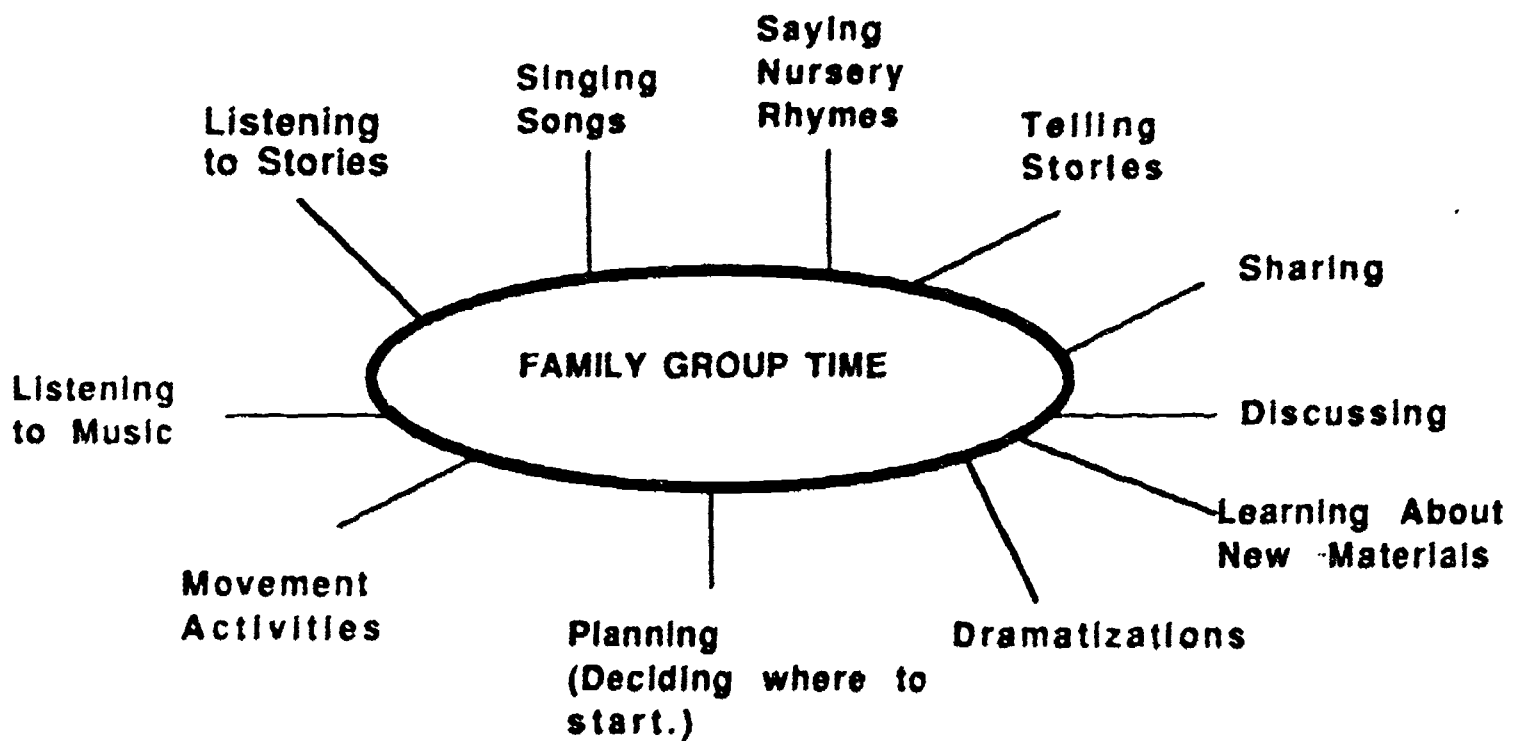 Saying
Nursery
Rhymes
Singing
Songs
Listening
to Stories
Telling
Stories
Sharing
FAMILY GROUP TIME
Listening
to Music
Discussing
Learning About
New Materials
Movement
Activities
Planning
(Deciding where to
start.)
Dramatizations